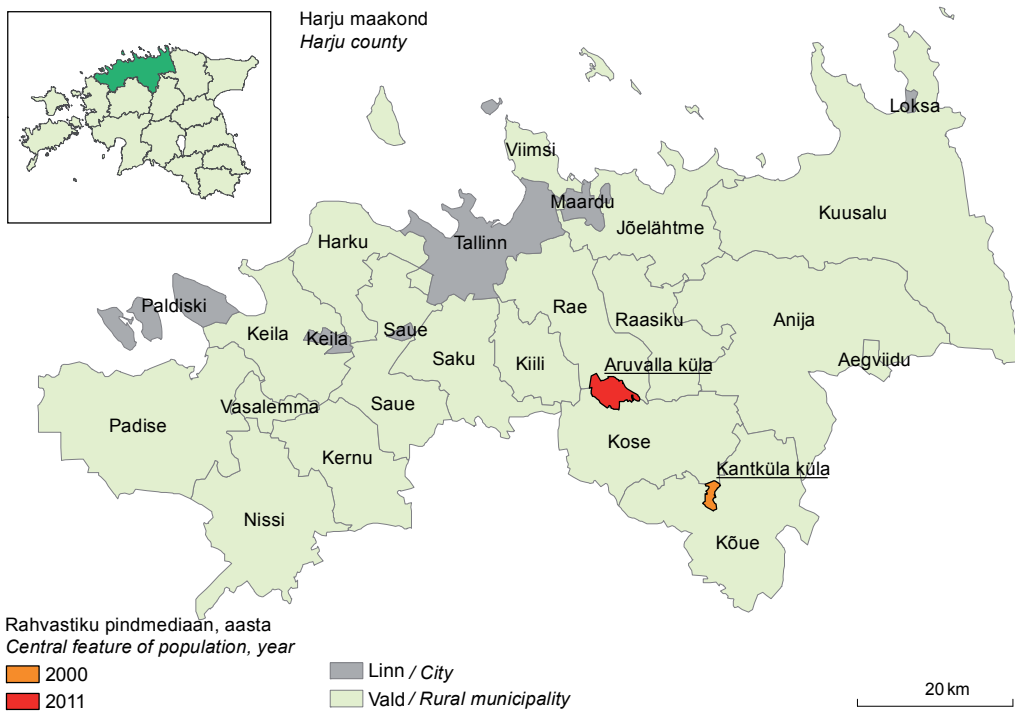 Harju maakond
Harju county
Loksa
Viimsi
Maardu
Kuusalu
Jõelähtme
Harku
Tallinn
Paldiski
Rae
Raasiku
Anija
Keila
Keila
Saue
Saku
Kiili
Aruvalla küla
Aegviidu
Vasalemma
Saue
Padise
Kose
Kernu
Kantküla küla
Nissi
Kõue
Rahvastiku pindmediaan, aasta
Central feature of population, year
2000
2011
Linn / City
Vald / Rural municipality
20 km